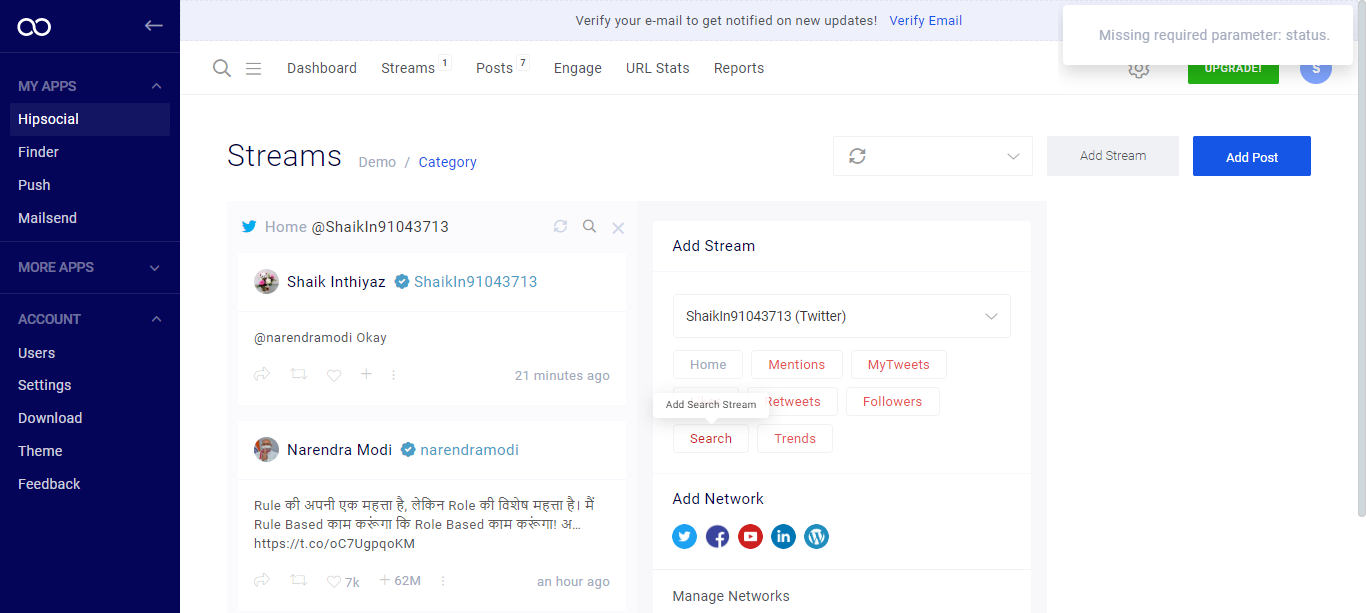 Verify your e-mail to get notified on new updates! Verify Email
Missing required parameter: status.
MY APPS
Hipsocial
Finder
Push
Mailsend
MORE APPS
ACCOUNT
Users
Settings
Download
Theme
Feedback
Dashboard Streams 1 Posts 7 Engage URL Stats Reports
UPGRADE!
S
Streams Demo / Category
Add Stream
Add Post
Home @ShaikIn91043713
Shaik Inthiyaz ShaikIn91043713
@narendramodi Okay
21 minutes ago
Narendra Modi narendramodi
Rule की अपनी एक महत्ता है, लेकिन Role की विशेष महत्ता है। मैं
Rule Based काम करूंगा कि Role Based काम करूंगा! अ…
https://t.co/oC7UgpqoKM
7k 62M an hour ago
Add Stream
ShaikIn91043713 (Twitter)
Home Mentions MyTweets
Retweets Followers
Add Search Stream
Search Trends
Add Network
Manage Networks